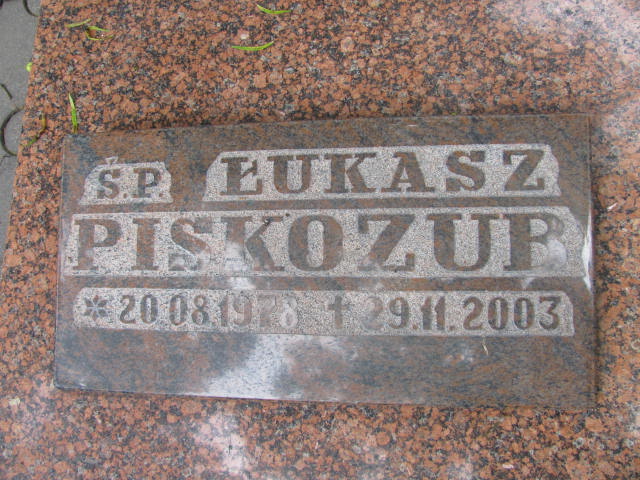 Ś.P. ŁUKASZ
PISKOZUB
* 20.08.1978 † 29.11.2003